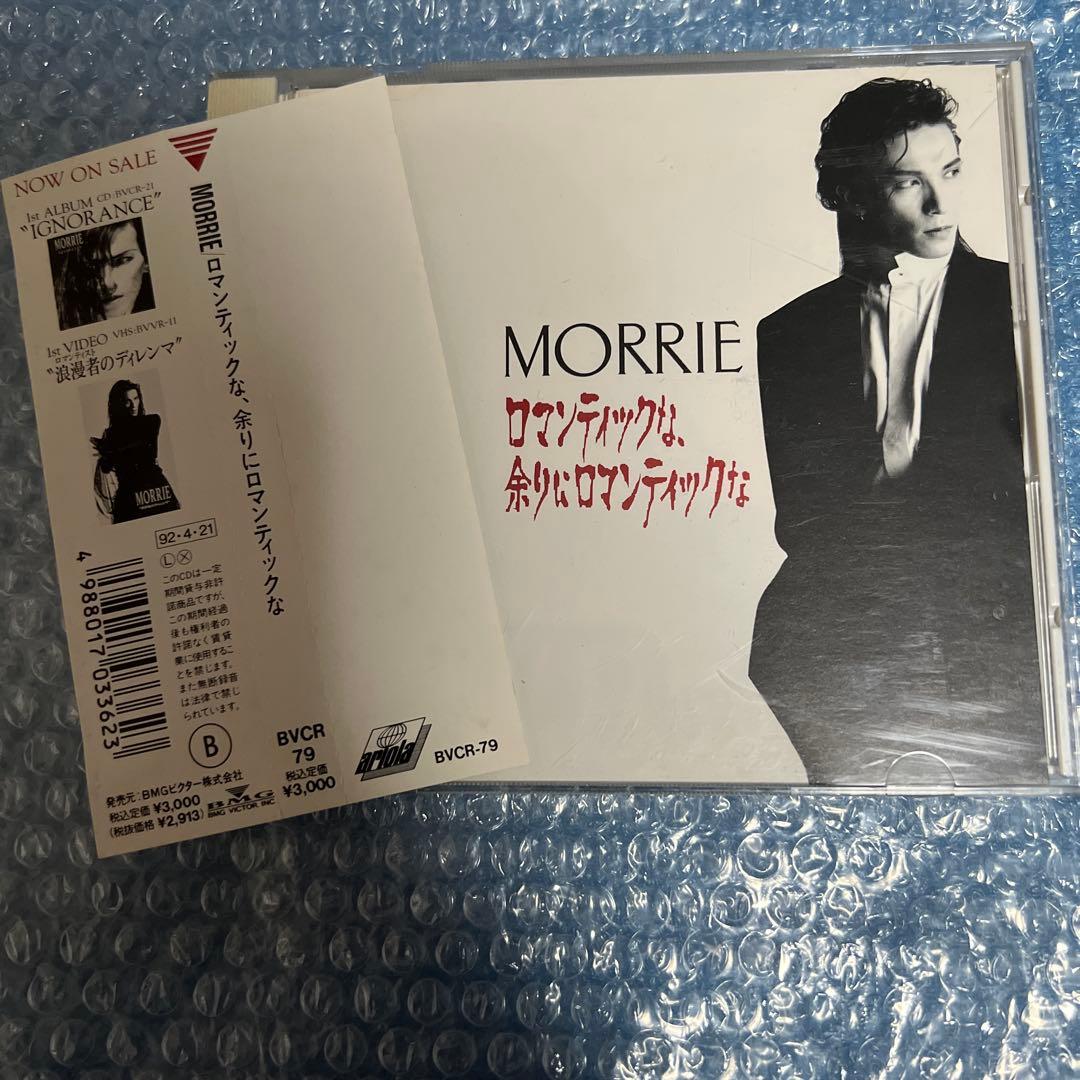 NOW ON SALE
1st ALBUM CD:BVCR-21
"IGNORANCE"
MORRIE
1st VIDEO VHS:BVVR-11
ロマンティスト
"浪漫者のディレンマ"
MORRIE
92・4・21
Ⓛ Ⓧ
このCDは一定
期間貸与非許
諾商品ですが、
この期間経過
後も権利者の
許諾なく賃貸
業に使用するこ
とを禁じます。
また無断録音
は法律で禁じ
られています。
4 988017 033623
B
発売元:BMGビクター株式会社
税込定価 ¥3,000
(税抜価格 ¥2,913)
BMG
BMG VICTOR, INC
MORRIE/ロマンティックな、余りにロマンティックな
BVCR
79
税込定価
¥3,000
ariola
BVCR-79
MORRIE
ロマンティックな、
余りにロマンティックな